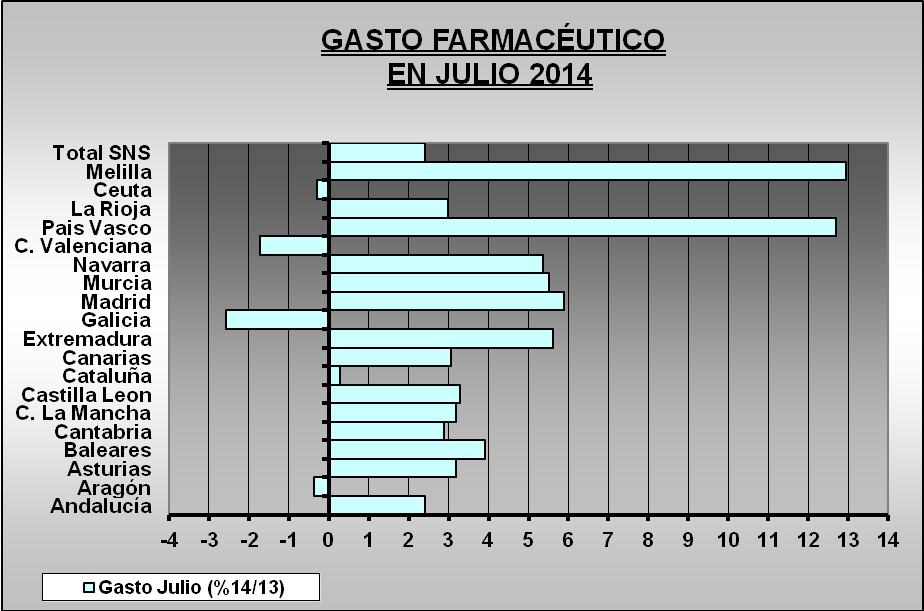 GASTO FARMACÉUTICO
EN JULIO 2014
Total SNS
Melilla
Ceuta
La Rioja
Pais Vasco
C. Valenciana
Navarra
Murcia
Madrid
Galicia
Extremadura
Canarias
Cataluña
Castilla Leon
C. La Mancha
Cantabria
Baleares
Asturias
Aragón
Andalucía
-4 -3 -2 -1 0 1 2 3 4 5 6 7 8 9 10 11 12 13 14
Gasto Julio (%14/13)